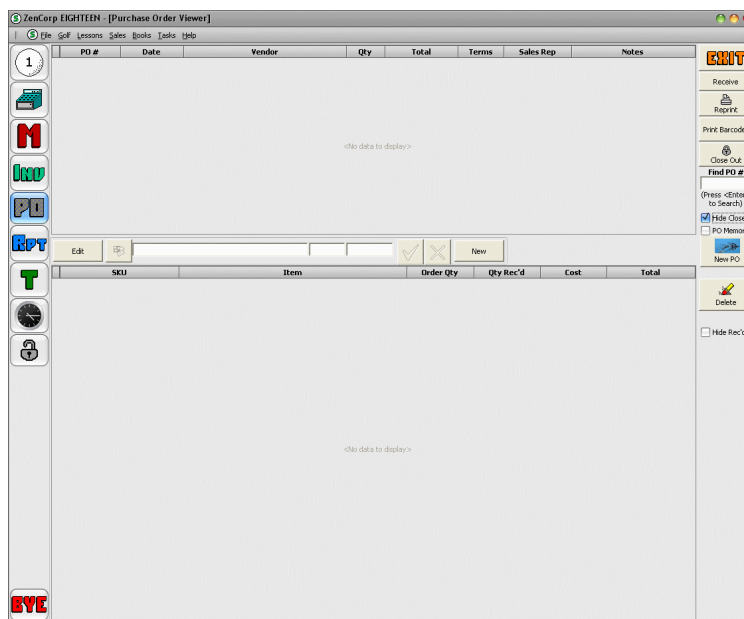 ZenCorp EIGHTEEN - [Purchase Order Viewer]
File Golf Lessons Sales Books Tasks Help
1
PO # Date Vendor Qty Total Terms Sales Rep Notes
EXIT
Receive
Reprint
M
Print Barcode
<No data to display>
Close Out
INV
Find PO #
(Press <Enter
to Search)
PO
Hide Close
PO Memor
RPT
Edit
New
New PO
SKU Item Order Qty Qty Rec'd Cost Total
T
Delete
Hide Rec'd
<No data to display>
BYE